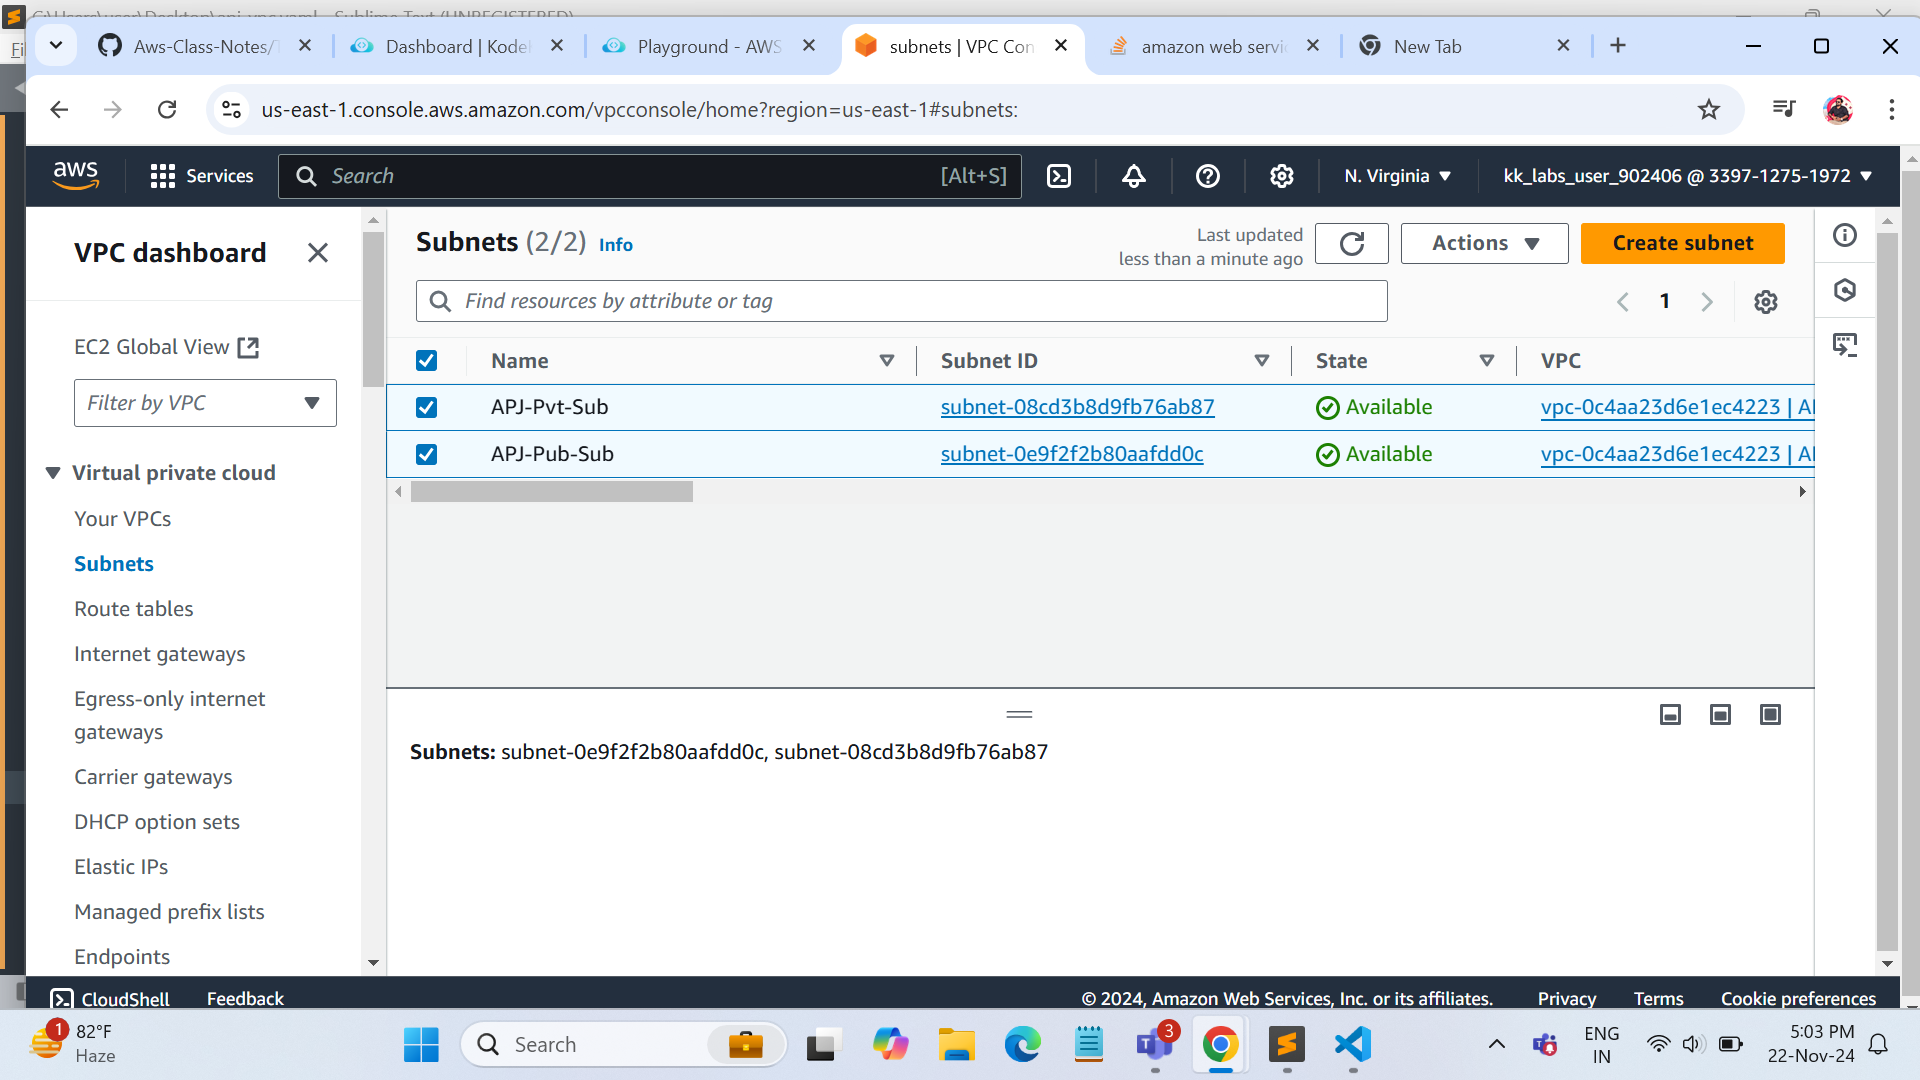 Aws-Class-Notes/
Dashboard | Kode
Playground - AWS
subnets | VPC Con
amazon web servi
New Tab
us-east-1.console.aws.amazon.com/vpcconsole/home?region=us-east-1#subnets:
aws
Services
Search
[Alt+S]
N. Virginia
kk_labs_user_902406 @ 3397-1275-1972
VPC dashboard
EC2 Global View
Filter by VPC
Virtual private cloud
Your VPCs
Subnets
Route tables
Internet gateways
Egress-only internet
gateways
Carrier gateways
DHCP option sets
Elastic IPs
Managed prefix lists
Endpoints
Subnets (2/2) Info
Last updated
less than a minute ago
Actions
Create subnet
Find resources by attribute or tag
1
Name Subnet ID State VPC
APJ-Pvt-Sub subnet-08cd3b8d9fb76ab87 Available vpc-0c4aa23d6e1ec4223 |
APJ-Pub-Sub subnet-0e9f2f2b80aafdd0c Available vpc-0c4aa23d6e1ec4223 |
Subnets: subnet-0e9f2f2b80aafdd0c, subnet-08cd3b8d9fb76ab87
CloudShell Feedback © 2024, Amazon Web Services, Inc. or its affiliates. Privacy Terms Cookie preferences
1
82°F
Haze
Search
3
ENG
IN
5:03 PM
22-Nov-24